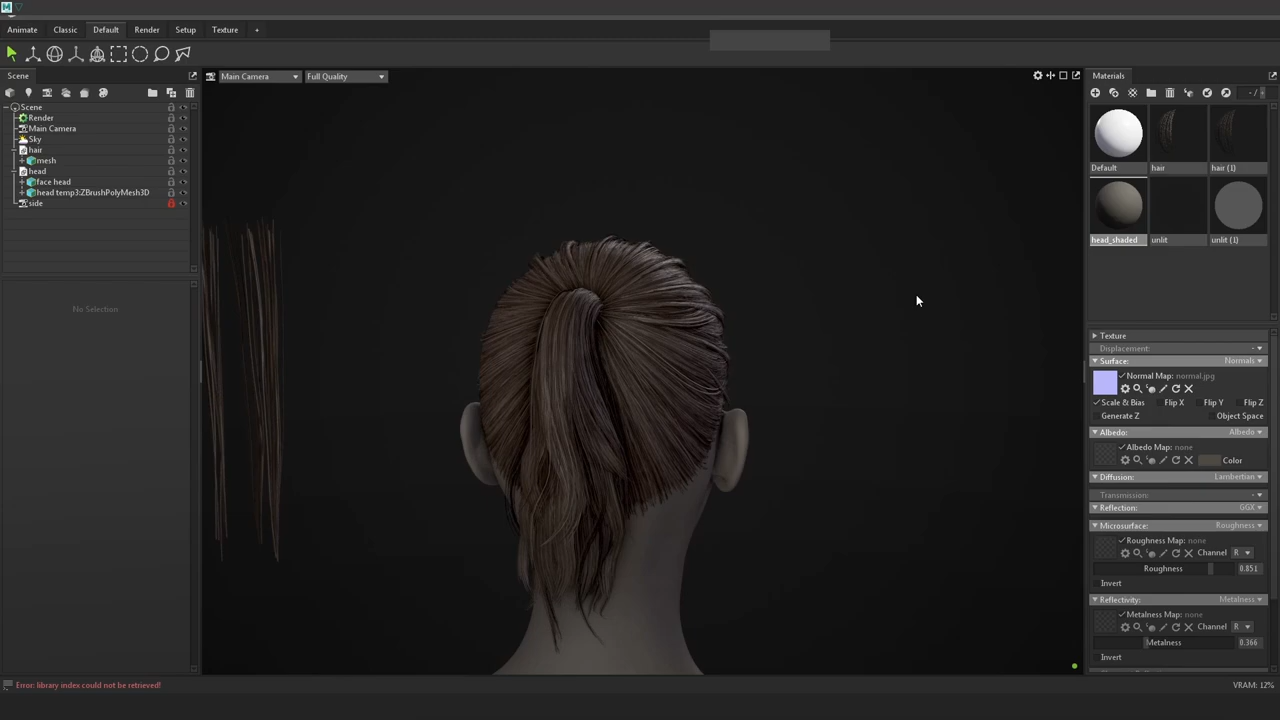 Animate Classic Default Render Setup Texture +
Scene
Main Camera Full Quality
Materials
- /
Scene
Render
Main Camera
Sky
hair
mesh
head
face head
head temp3:ZBrushPolyMesh3D
side
No Selection
Default hair hair (1)
head_shaded unlit unlit (1)
Texture
Displacement: -
Surface: Normals
Normal Map: normal.jpg
Scale & Bias Flip X Flip Y Flip Z
Generate Z Object Space
Albedo: Albedo
Albedo Map: none
Color
Diffusion: Lambertian
Transmission: -
Reflection: GGX
Microsurface: Roughness
Roughness Map: none
Channel R
Roughness 0.851
Invert
Reflectivity: Metalness
Metalness Map: none
Channel R
Metalness 0.366
Invert
Error: library index could not be retrieved!
VRAM: 12%